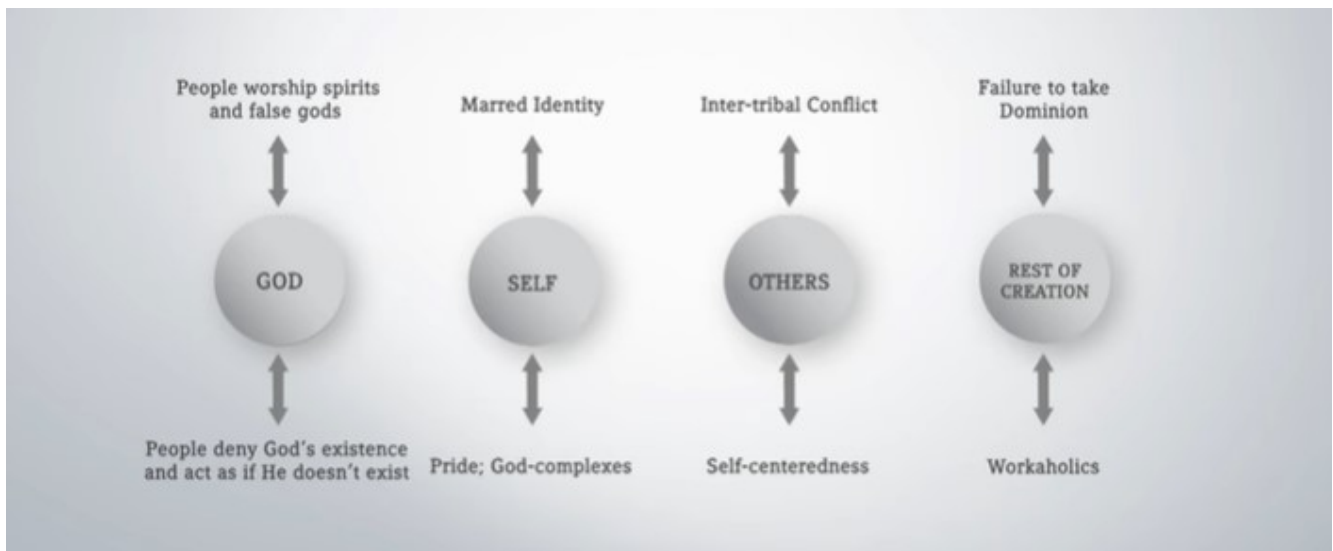 People worship spirits
and false gods
Marred Identity
Inter-tribal Conflict
Failure to take
Dominion
GOD
SELF
OTHERS
REST OF
CREATION
People deny God's existence
and act as if He doesn't exist
Pride; God-complexes
Self-centeredness
Workaholics